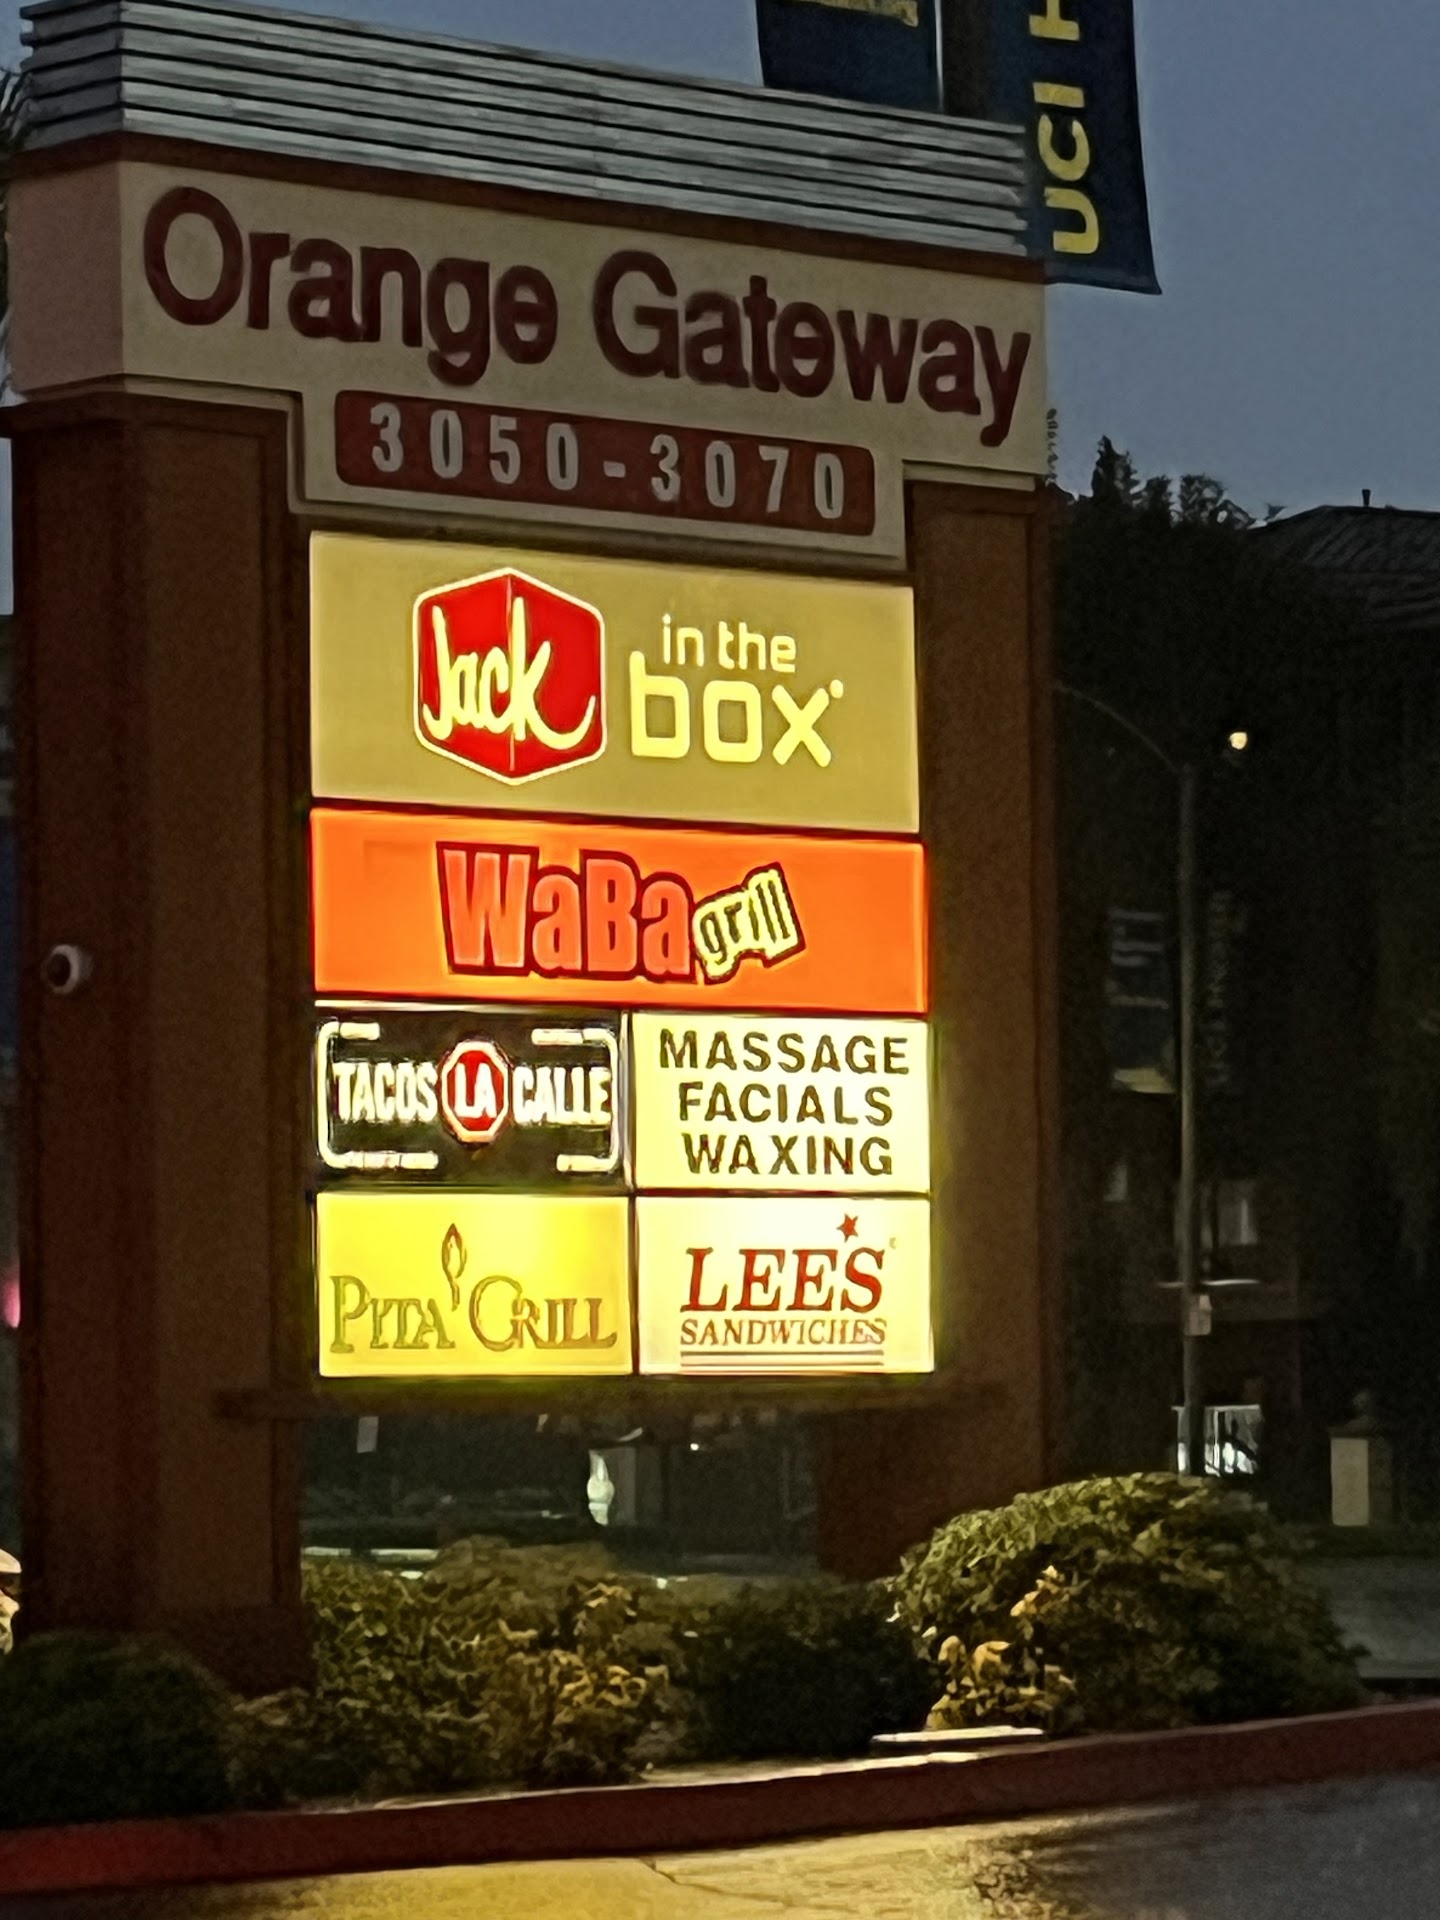 UCI H
Orange Gateway
3050-3070
Jack in the box®
WaBa grill
TACOS LA CALLE
MASSAGE
FACIALS
WAXING
PITA GRILL
LEE'S
SANDWICHES